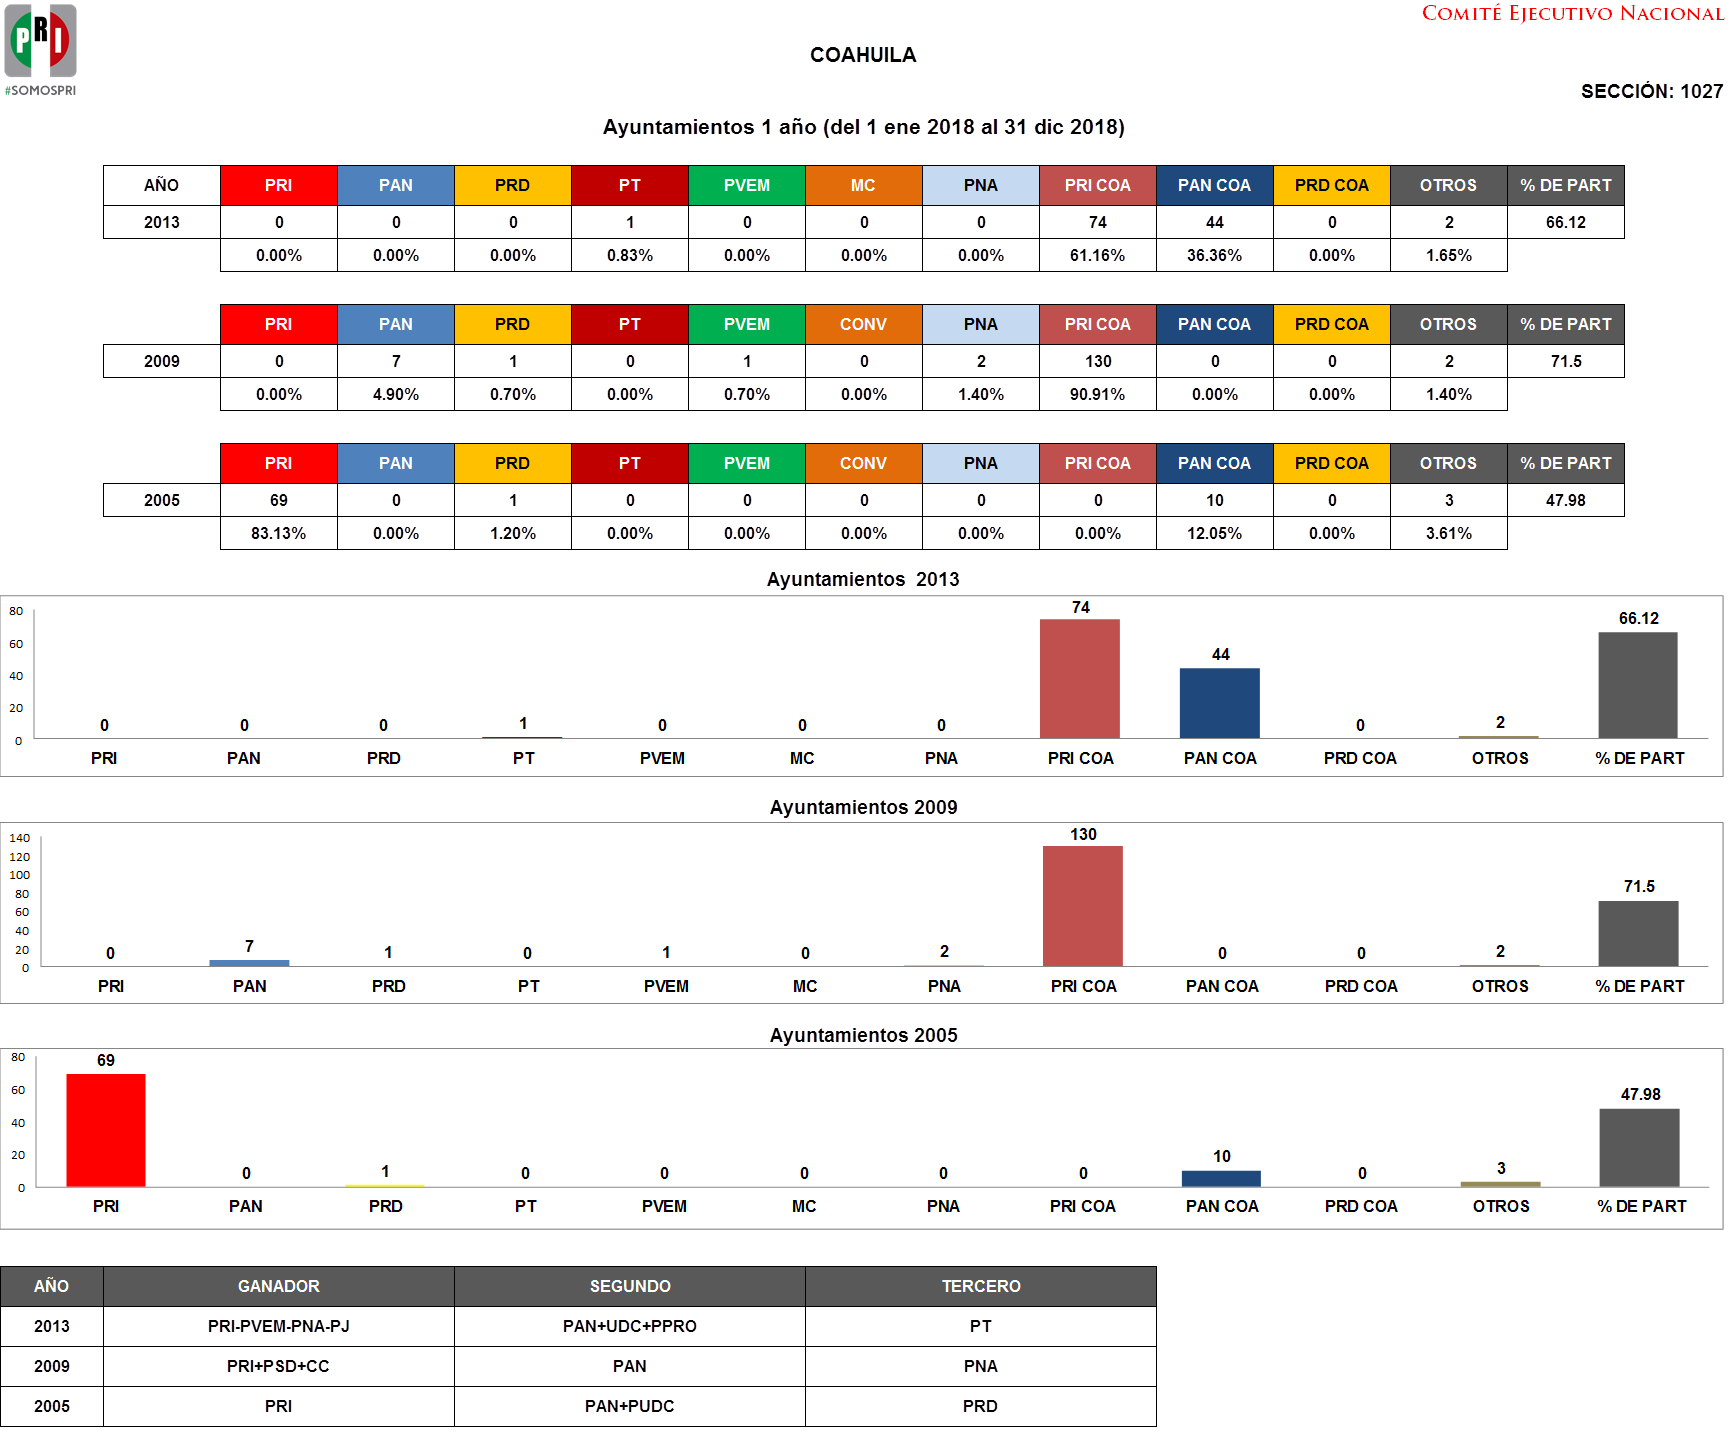 COMITÉ EJECUTIVO NACIONAL
PRI
#SOMOSPRI
COAHUILA
SECCIÓN: 1027
Ayuntamientos 1 año (del 1 ene 2018 al 31 dic 2018)
AÑO PRI PAN PRD PT PVEM MC PNA PRI COA PAN COA PRD COA OTROS % DE PART
2013 0 0 0 1 0 0 0 74 44 0 2 66.12
0.00% 0.00% 0.00% 0.83% 0.00% 0.00% 0.00% 61.16% 36.36% 0.00% 1.65%
PRI PAN PRD PT PVEM CONV PNA PRI COA PAN COA PRD COA OTROS % DE PART
2009 0 7 1 0 1 0 2 130 0 0 2 71.5
0.00% 4.90% 0.70% 0.00% 0.70% 0.00% 1.40% 90.91% 0.00% 0.00% 1.40%
PRI PAN PRD PT PVEM CONV PNA PRI COA PAN COA PRD COA OTROS % DE PART
2005 69 0 1 0 0 0 0 0 10 0 3 47.98
83.13% 0.00% 1.20% 0.00% 0.00% 0.00% 0.00% 0.00% 12.05% 0.00% 3.61%
Ayuntamientos 2013
80
60
40
20
0
0 0 0 1 0 0 0 74 44 0 2 66.12
PRI PAN PRD PT PVEM MC PNA PRI COA PAN COA PRD COA OTROS % DE PART
Ayuntamientos 2009
140
120
100
80
60
40
20
0
0 7 1 0 1 0 2 130 0 0 2 71.5
PRI PAN PRD PT PVEM MC PNA PRI COA PAN COA PRD COA OTROS % DE PART
Ayuntamientos 2005
80
60
40
20
0
69 0 1 0 0 0 0 0 10 0 3 47.98
PRI PAN PRD PT PVEM MC PNA PRI COA PAN COA PRD COA OTROS % DE PART
AÑO GANADOR SEGUNDO TERCERO
2013 PRI-PVEM-PNA-PJ PAN+UDC+PPRO PT
2009 PRI+PSD+CC PAN PNA
2005 PRI PAN+PUDC PRD